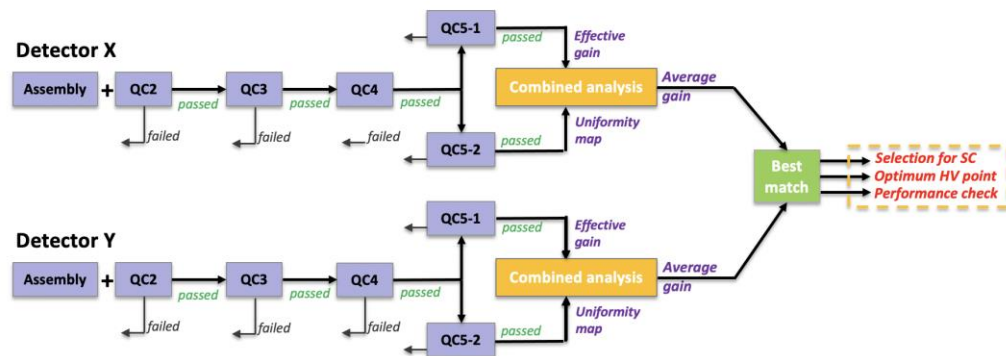 Detector X
Assembly + QC2 passed QC3 passed QC4 passed
failed failed failed
QC5-1 passed Effective
gain
QC5-2 passed Uniformity
map
Combined analysis Average
gain
Detector Y
Assembly + QC2 passed QC3 passed QC4 passed
failed failed failed
QC5-1 passed Effective
gain
QC5-2 passed Uniformity
map
Combined analysis Average
gain
Best
match
Selection for SC
Optimum HV point
Performance check